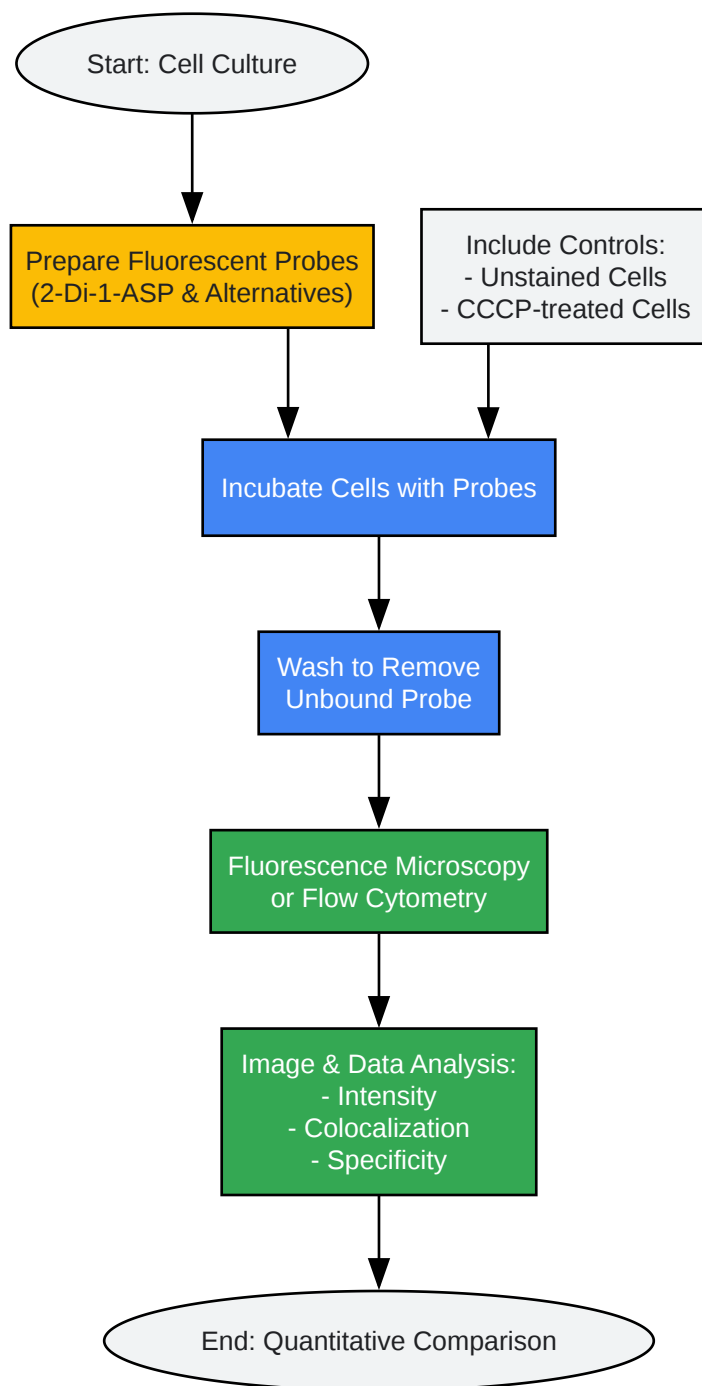 Start: Cell Culture
Prepare Fluorescent Probes
(2-Di-1-ASP & Alternatives)
Include Controls:
- Unstained Cells
- CCCP-treated Cells
Incubate Cells with Probes
Wash to Remove
Unbound Probe
Fluorescence Microscopy
or Flow Cytometry
Image & Data Analysis:
- Intensity
- Colocalization
- Specificity
End: Quantitative Comparison